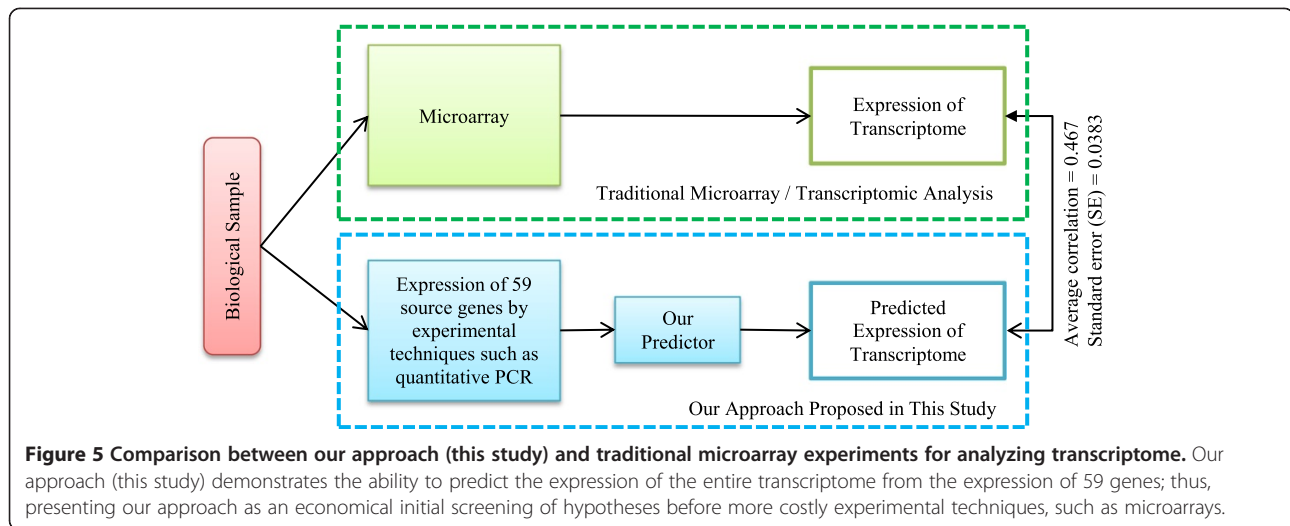 Biological Sample
Microarray
Expression of
Transcriptome
Traditional Microarray / Transcriptomic Analysis
Expression of 59
source genes by
experimental
techniques such as
quantitative PCR
Our
Predictor
Predicted
Expression of
Transcriptome
Our Approach Proposed in This Study
Average correlation = 0.467
Standard error (SE) = 0.0383
Figure 5 Comparison between our approach (this study) and traditional microarray experiments for analyzing transcriptome. Our
approach (this study) demonstrates the ability to predict the expression of the entire transcriptome from the expression of 59 genes; thus,
presenting our approach as an economical initial screening of hypotheses before more costly experimental techniques, such as microarrays.